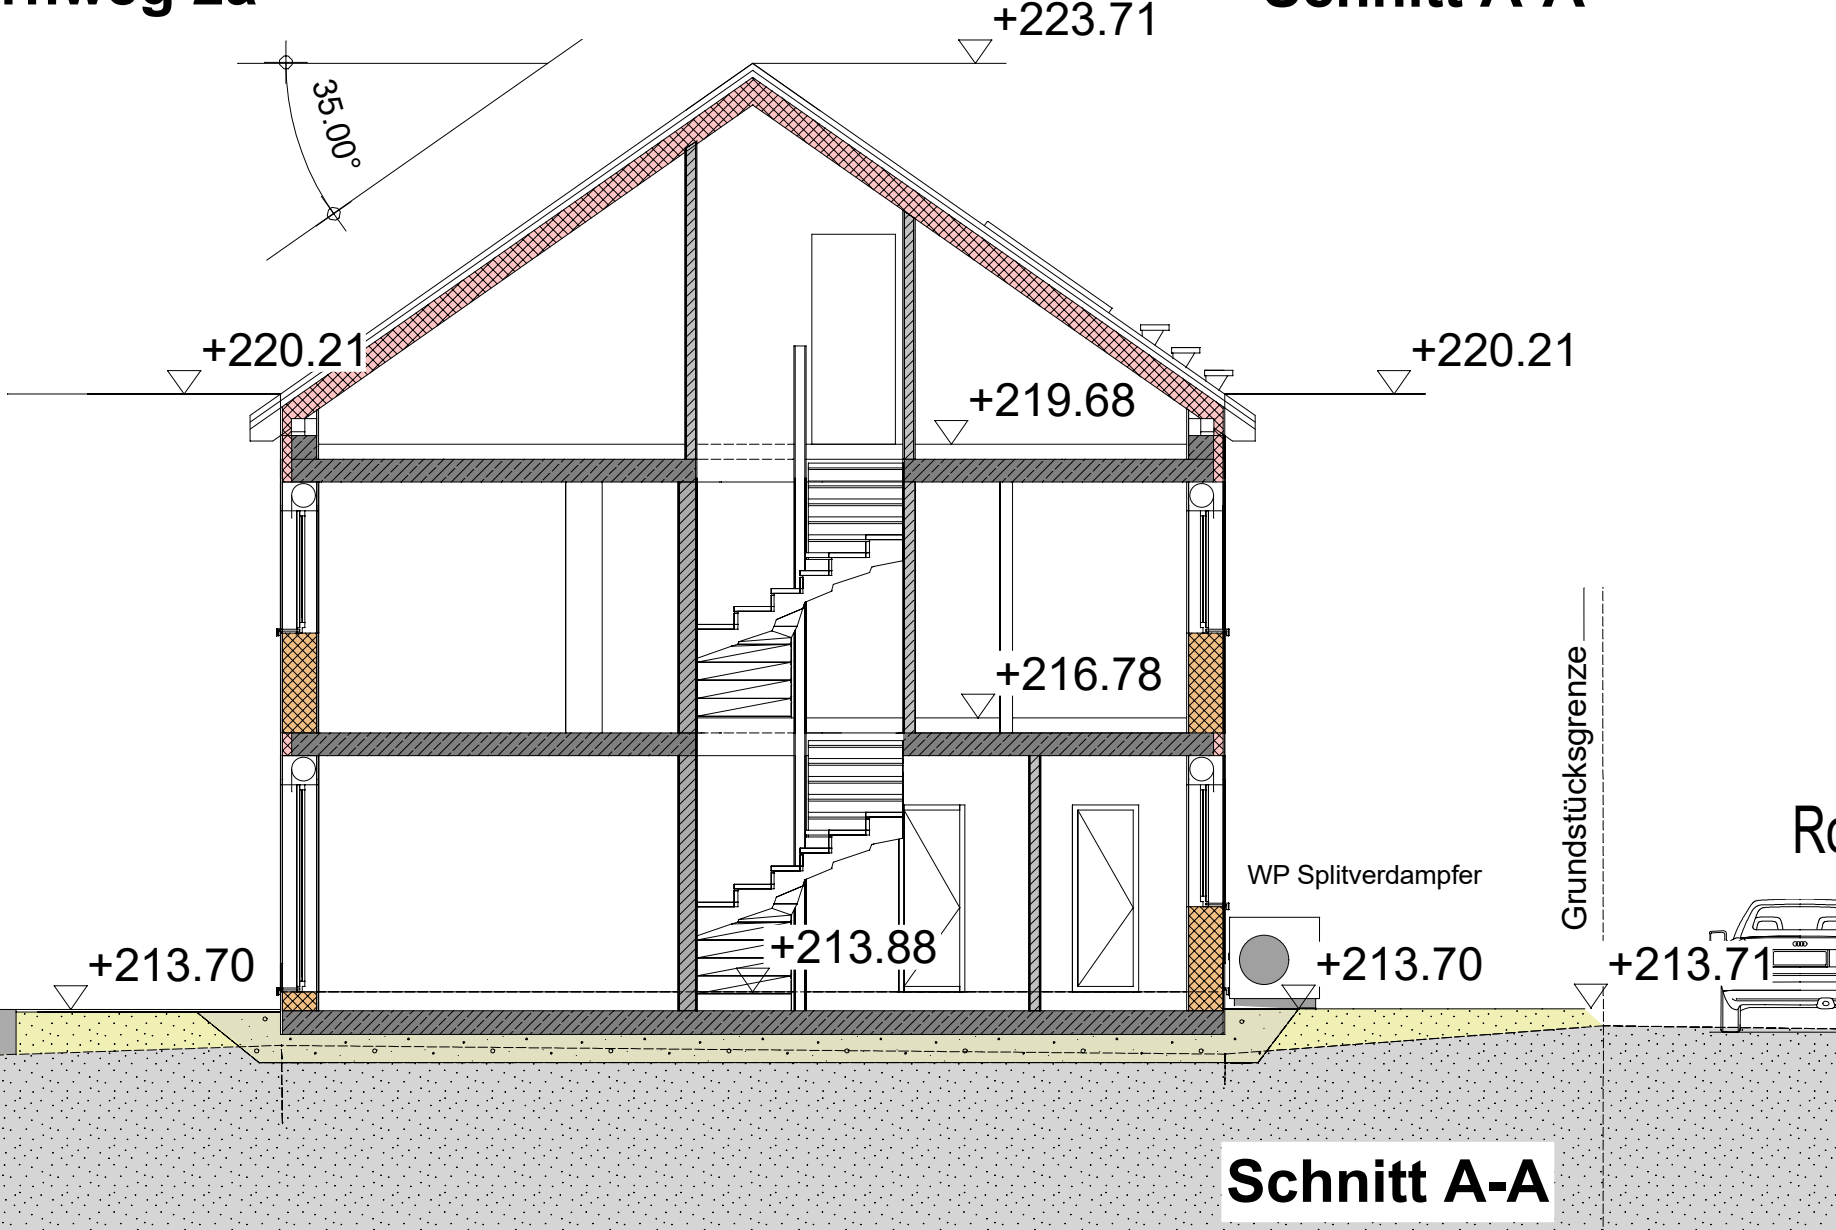 2a
Schnitt A-A
+223.71
35.00°
+220.21
+220.21
+219.68
+216.78
Grundstücksgrenze
WP Splitverdampfer
+213.88
+213.70
+213.70
+213.71
Schnitt A-A